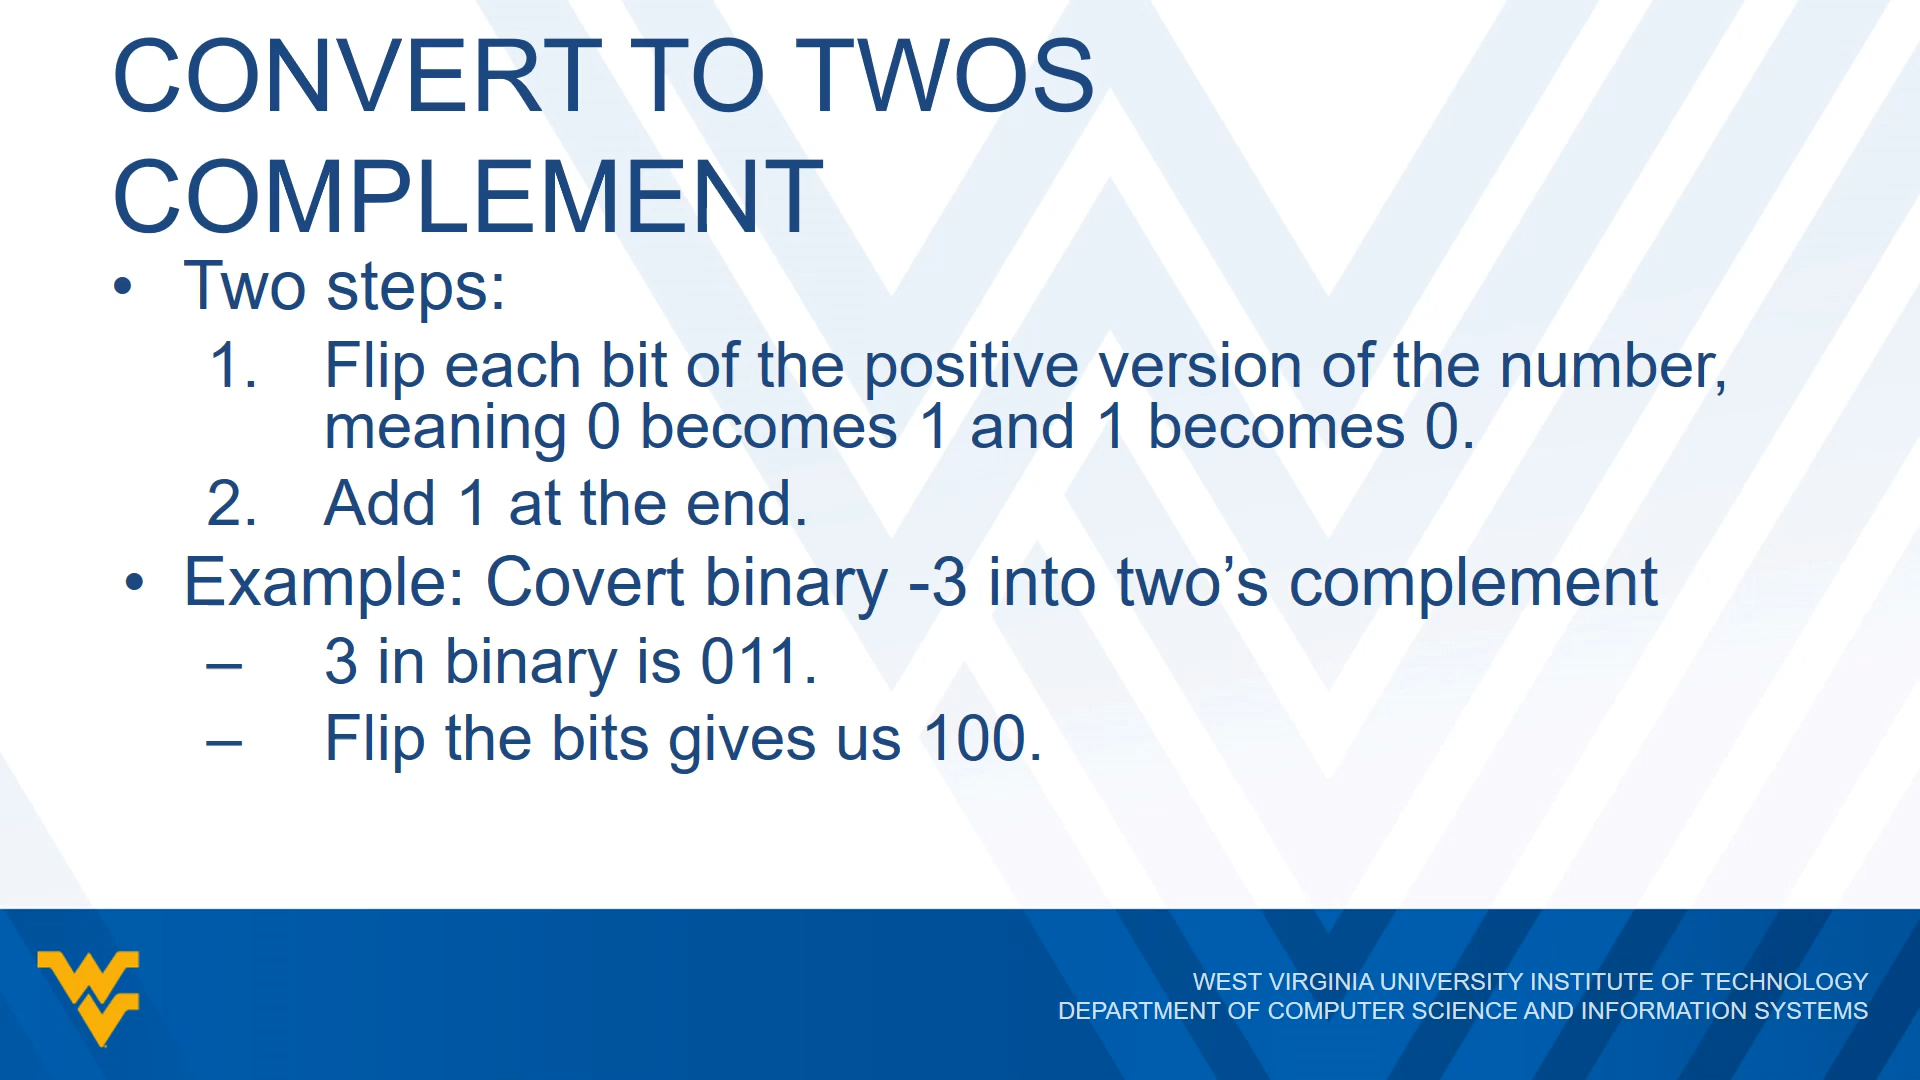 CONVERT TO TWOS
COMPLEMENT
• Two steps:
1. Flip each bit of the positive version of the number,
meaning 0 becomes 1 and 1 becomes 0.
2. Add 1 at the end.
• Example: Covert binary -3 into two’s complement
– 3 in binary is 011.
– Flip the bits gives us 100.
WEST VIRGINIA UNIVERSITY INSTITUTE OF TECHNOLOGY
DEPARTMENT OF COMPUTER SCIENCE AND INFORMATION SYSTEMS